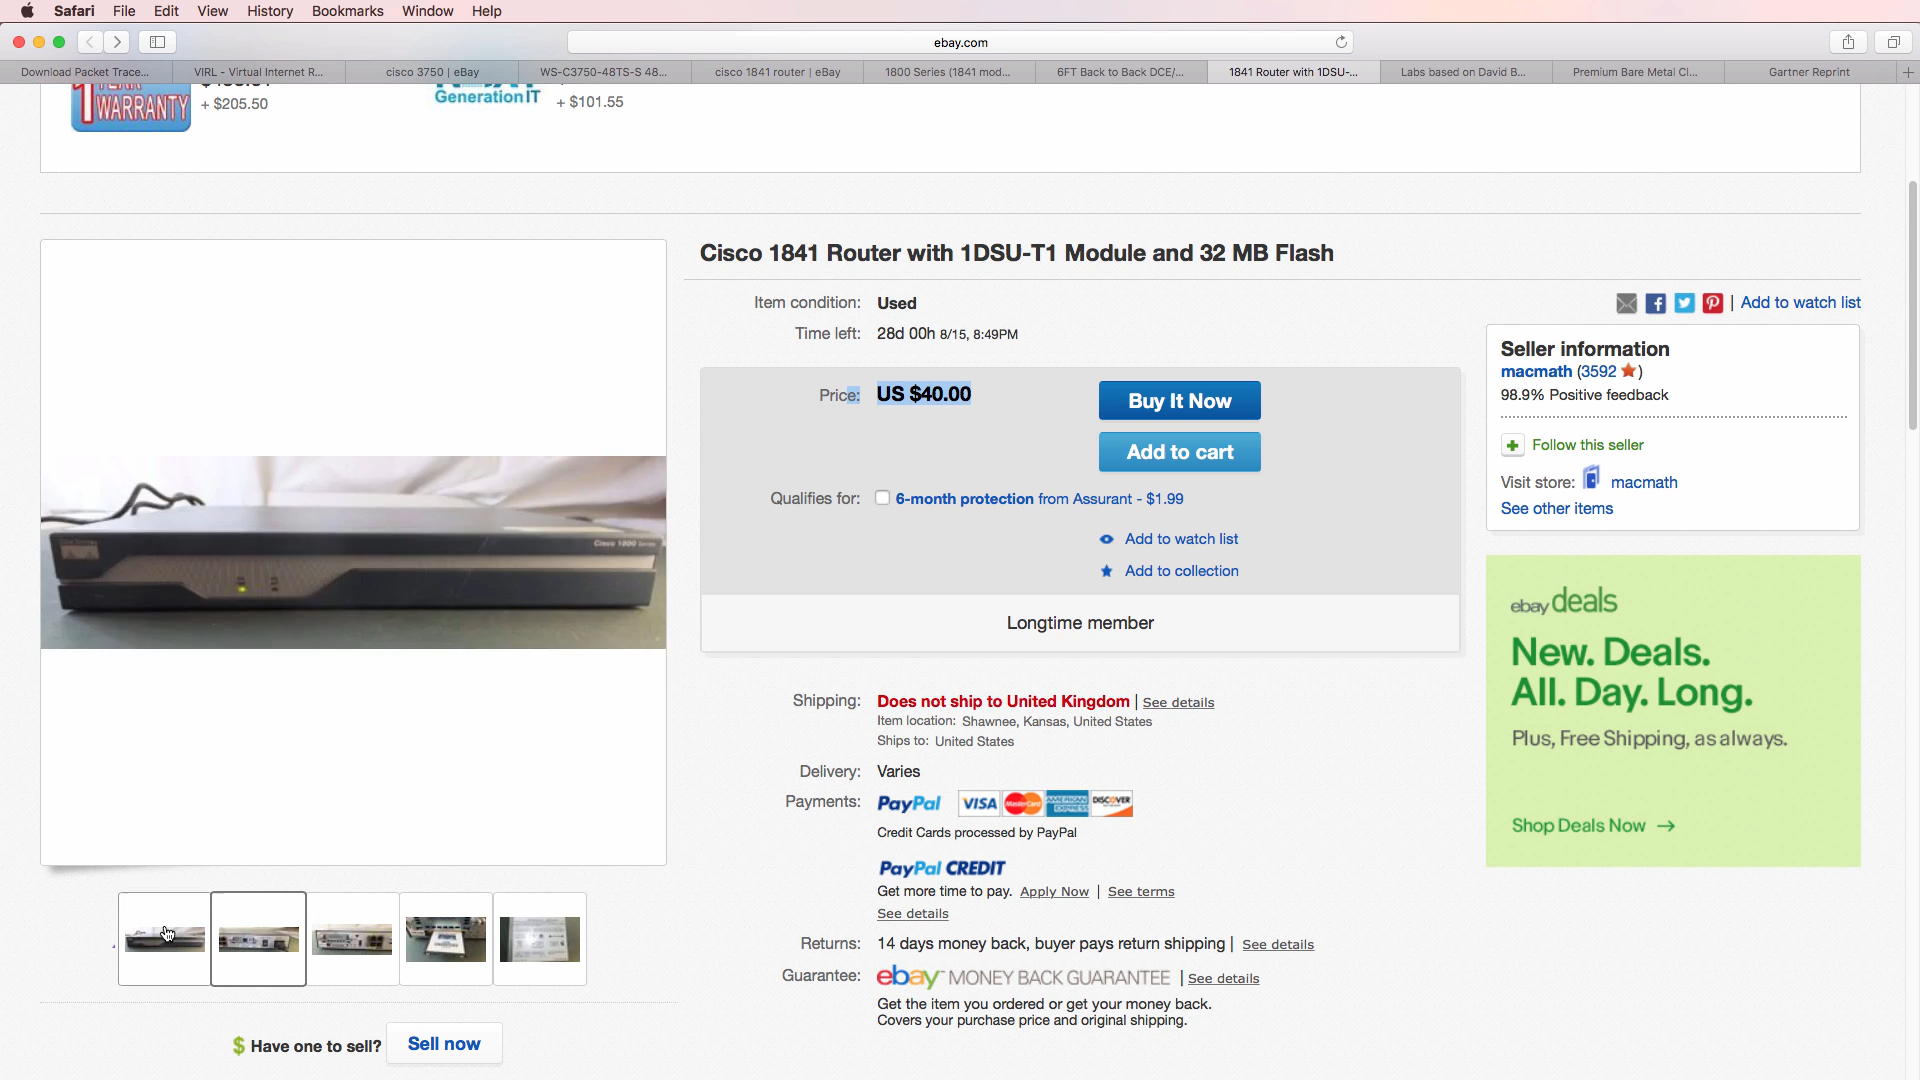 Safari File Edit View History Bookmarks Window Help
ebay.com
Download Packet Trace... VIRL - Virtual Internet R... cisco 3750 | eBay WS-C3750-48TS-S 48... cisco 1841 router | eBay 1800 Series (1841 mod... 6FT Back to Back DCE/... 1841 Router with 1DSU-... Labs based on David B... Premium Bare Metal Cl... Gartner Reprint
1 YEAR WARRANTY
+ $205.50
Generation IT
+ $101.55
Cisco 1841 Router with 1DSU-T1 Module and 32 MB Flash
Item condition: Used
Time left: 28d 00h 8/15, 8:49PM
| Add to watch list
Price: US $40.00
Buy It Now
Add to cart
Qualifies for: 6-month protection from Assurant - $1.99
Add to watch list
Add to collection
Longtime member
Seller information
macmath (3592 )
98.9% Positive feedback
Follow this seller
Visit store: macmath
See other items
Cisco 1800 Series
Shipping: Does not ship to United Kingdom | See details
Item location: Shawnee, Kansas, United States
Ships to: United States
Delivery: Varies
Payments: PayPal VISA MasterCard AMERICAN EXPRESS DISCOVER
Credit Cards processed by PayPal
PayPal CREDIT
Get more time to pay. Apply Now | See terms
See details
Returns: 14 days money back, buyer pays return shipping | See details
Guarantee: ebay MONEY BACK GUARANTEE | See details
Get the item you ordered or get your money back.
Covers your purchase price and original shipping.
ebay deals
New. Deals.
All. Day. Long.
Plus, Free Shipping, as always.
Shop Deals Now →
$ Have one to sell? Sell now